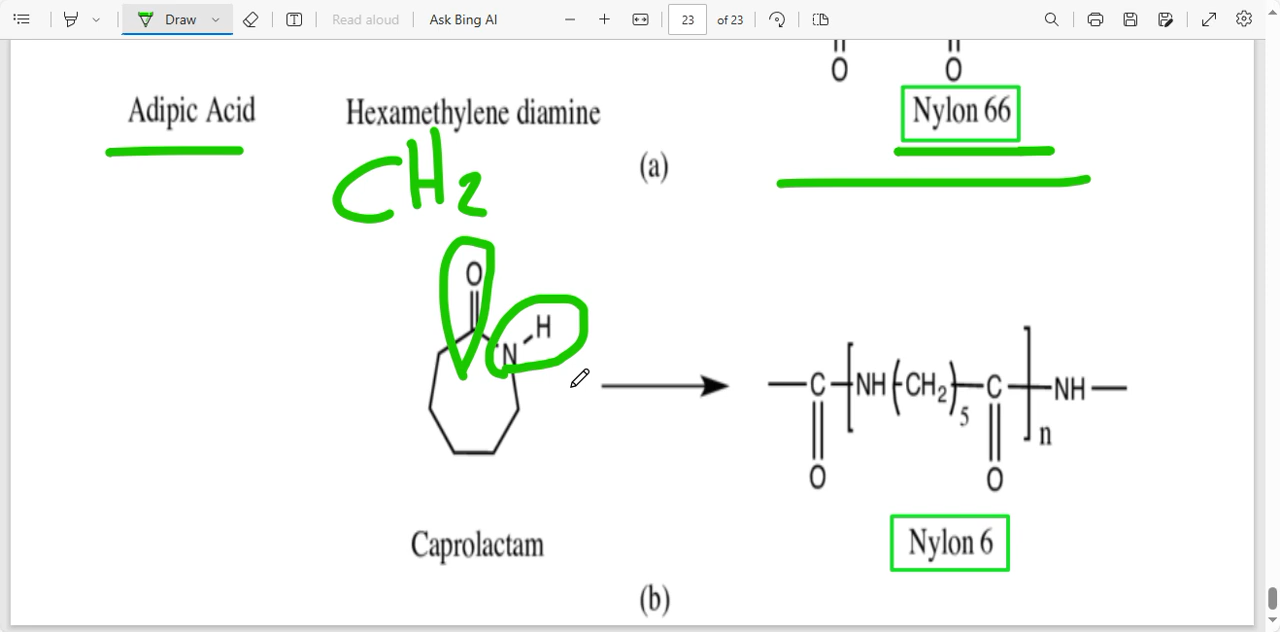 Draw Read aloud Ask Bing AI 23 of 23
O O
Adipic Acid Hexamethylene diamine Nylon 66
(a)
CH2
O
H
N
C NH (CH2)5 C n NH
O O
Caprolactam Nylon 6
(b)